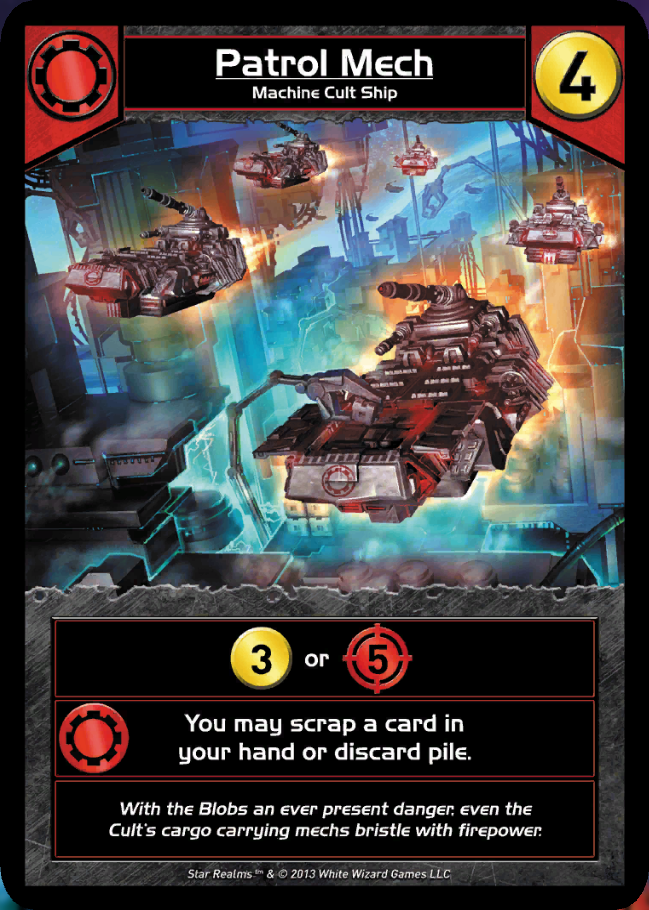 Patrol Mech
4
Machine Cult Ship
3 or 5
You may scrap a card in
your hand or discard pile.
With the Blobs an ever present danger, even the
Cult's cargo carrying mechs bristle with firepower.
Star Realms™ & © 2013 White Wizard Games LLC